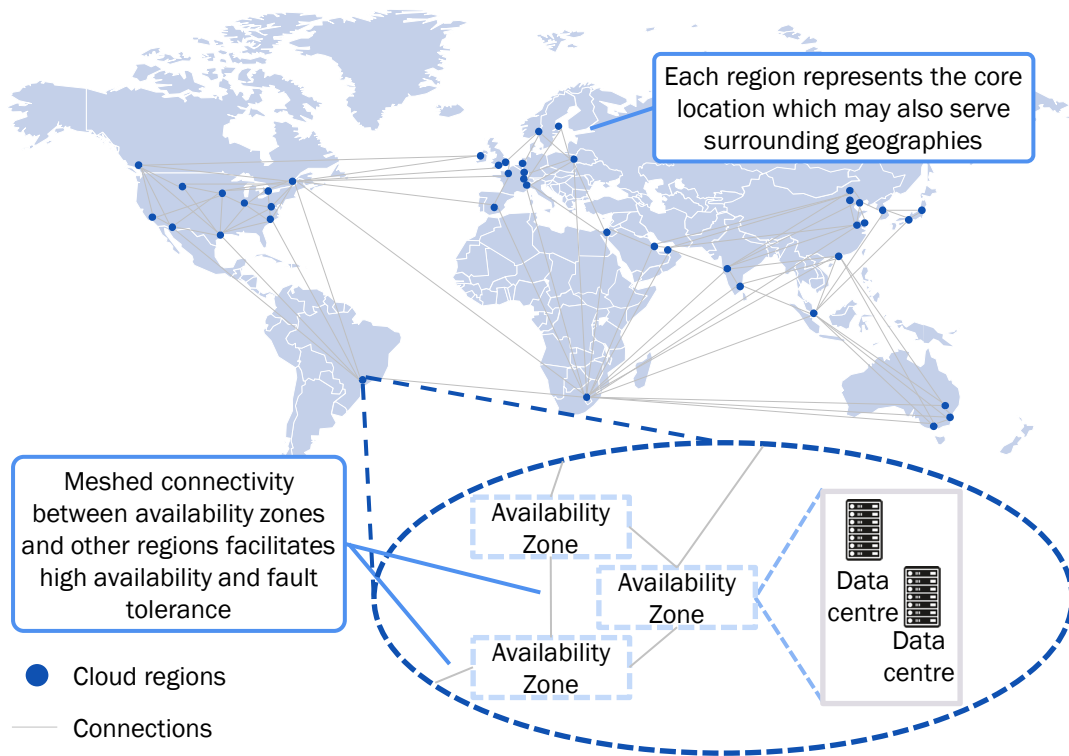 Each region represents the core
location which may also serve
surrounding geographies
Meshed connectivity
between availability zones
and other regions facilitates
high availability and fault
tolerance
Availability
Zone
Availability
Zone
Availability
Zone
Data
centre
Data
centre
Cloud regions
Connections